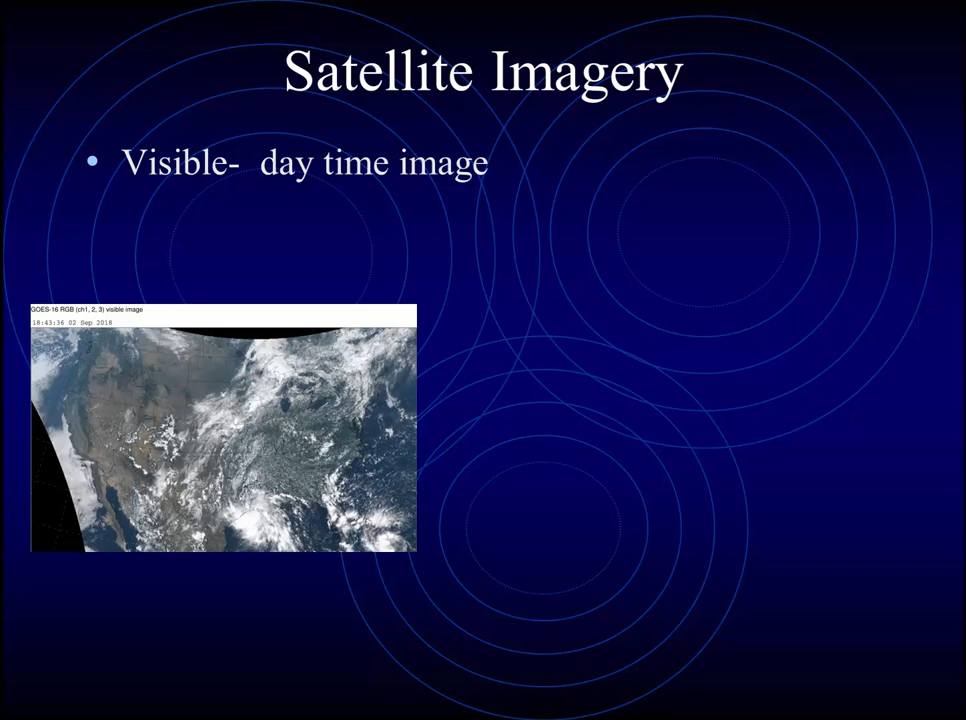 Satellite Imagery
• Visible- day time image
GOES-16 RGB (ch1, 2, 3) visible image
18:43:36 02 Sep 2018